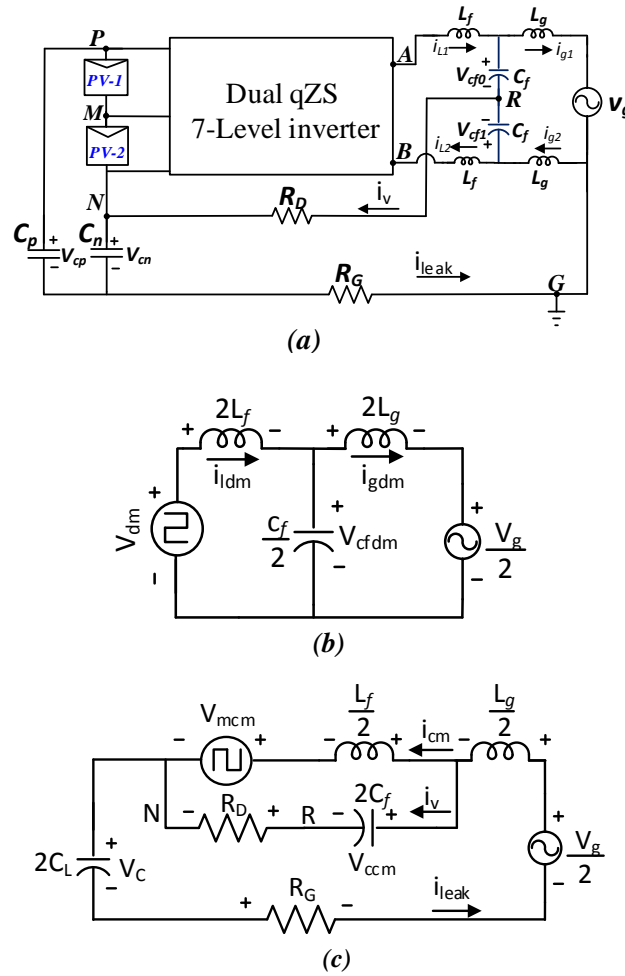 L_f L_g
P A i_L1 i_g1
PV-1 Dual qZS + V_cf0 C_f
7-Level inverter − R v_g
M − V_cf1 C_f i_g2
PV-2 B i_L2 +
L_f L_g
N R_D i_v
C_p + C_n +
V_cp V_cn
− −
R_G i_leak G
(a)
2L_f 2L_g
+ − + −
i_ldm i_gdm
+ + +
V_dm c_f/2 V_cfdm V_g/2
− − −
(b)
V_mcm L_f/2 i_cm L_g/2
− + − + − +
2C_f
N − R_D + R − + i_v +
+ V_ccm V_g/2
2C_L V_C −
− R_G i_leak
+ −
(c)